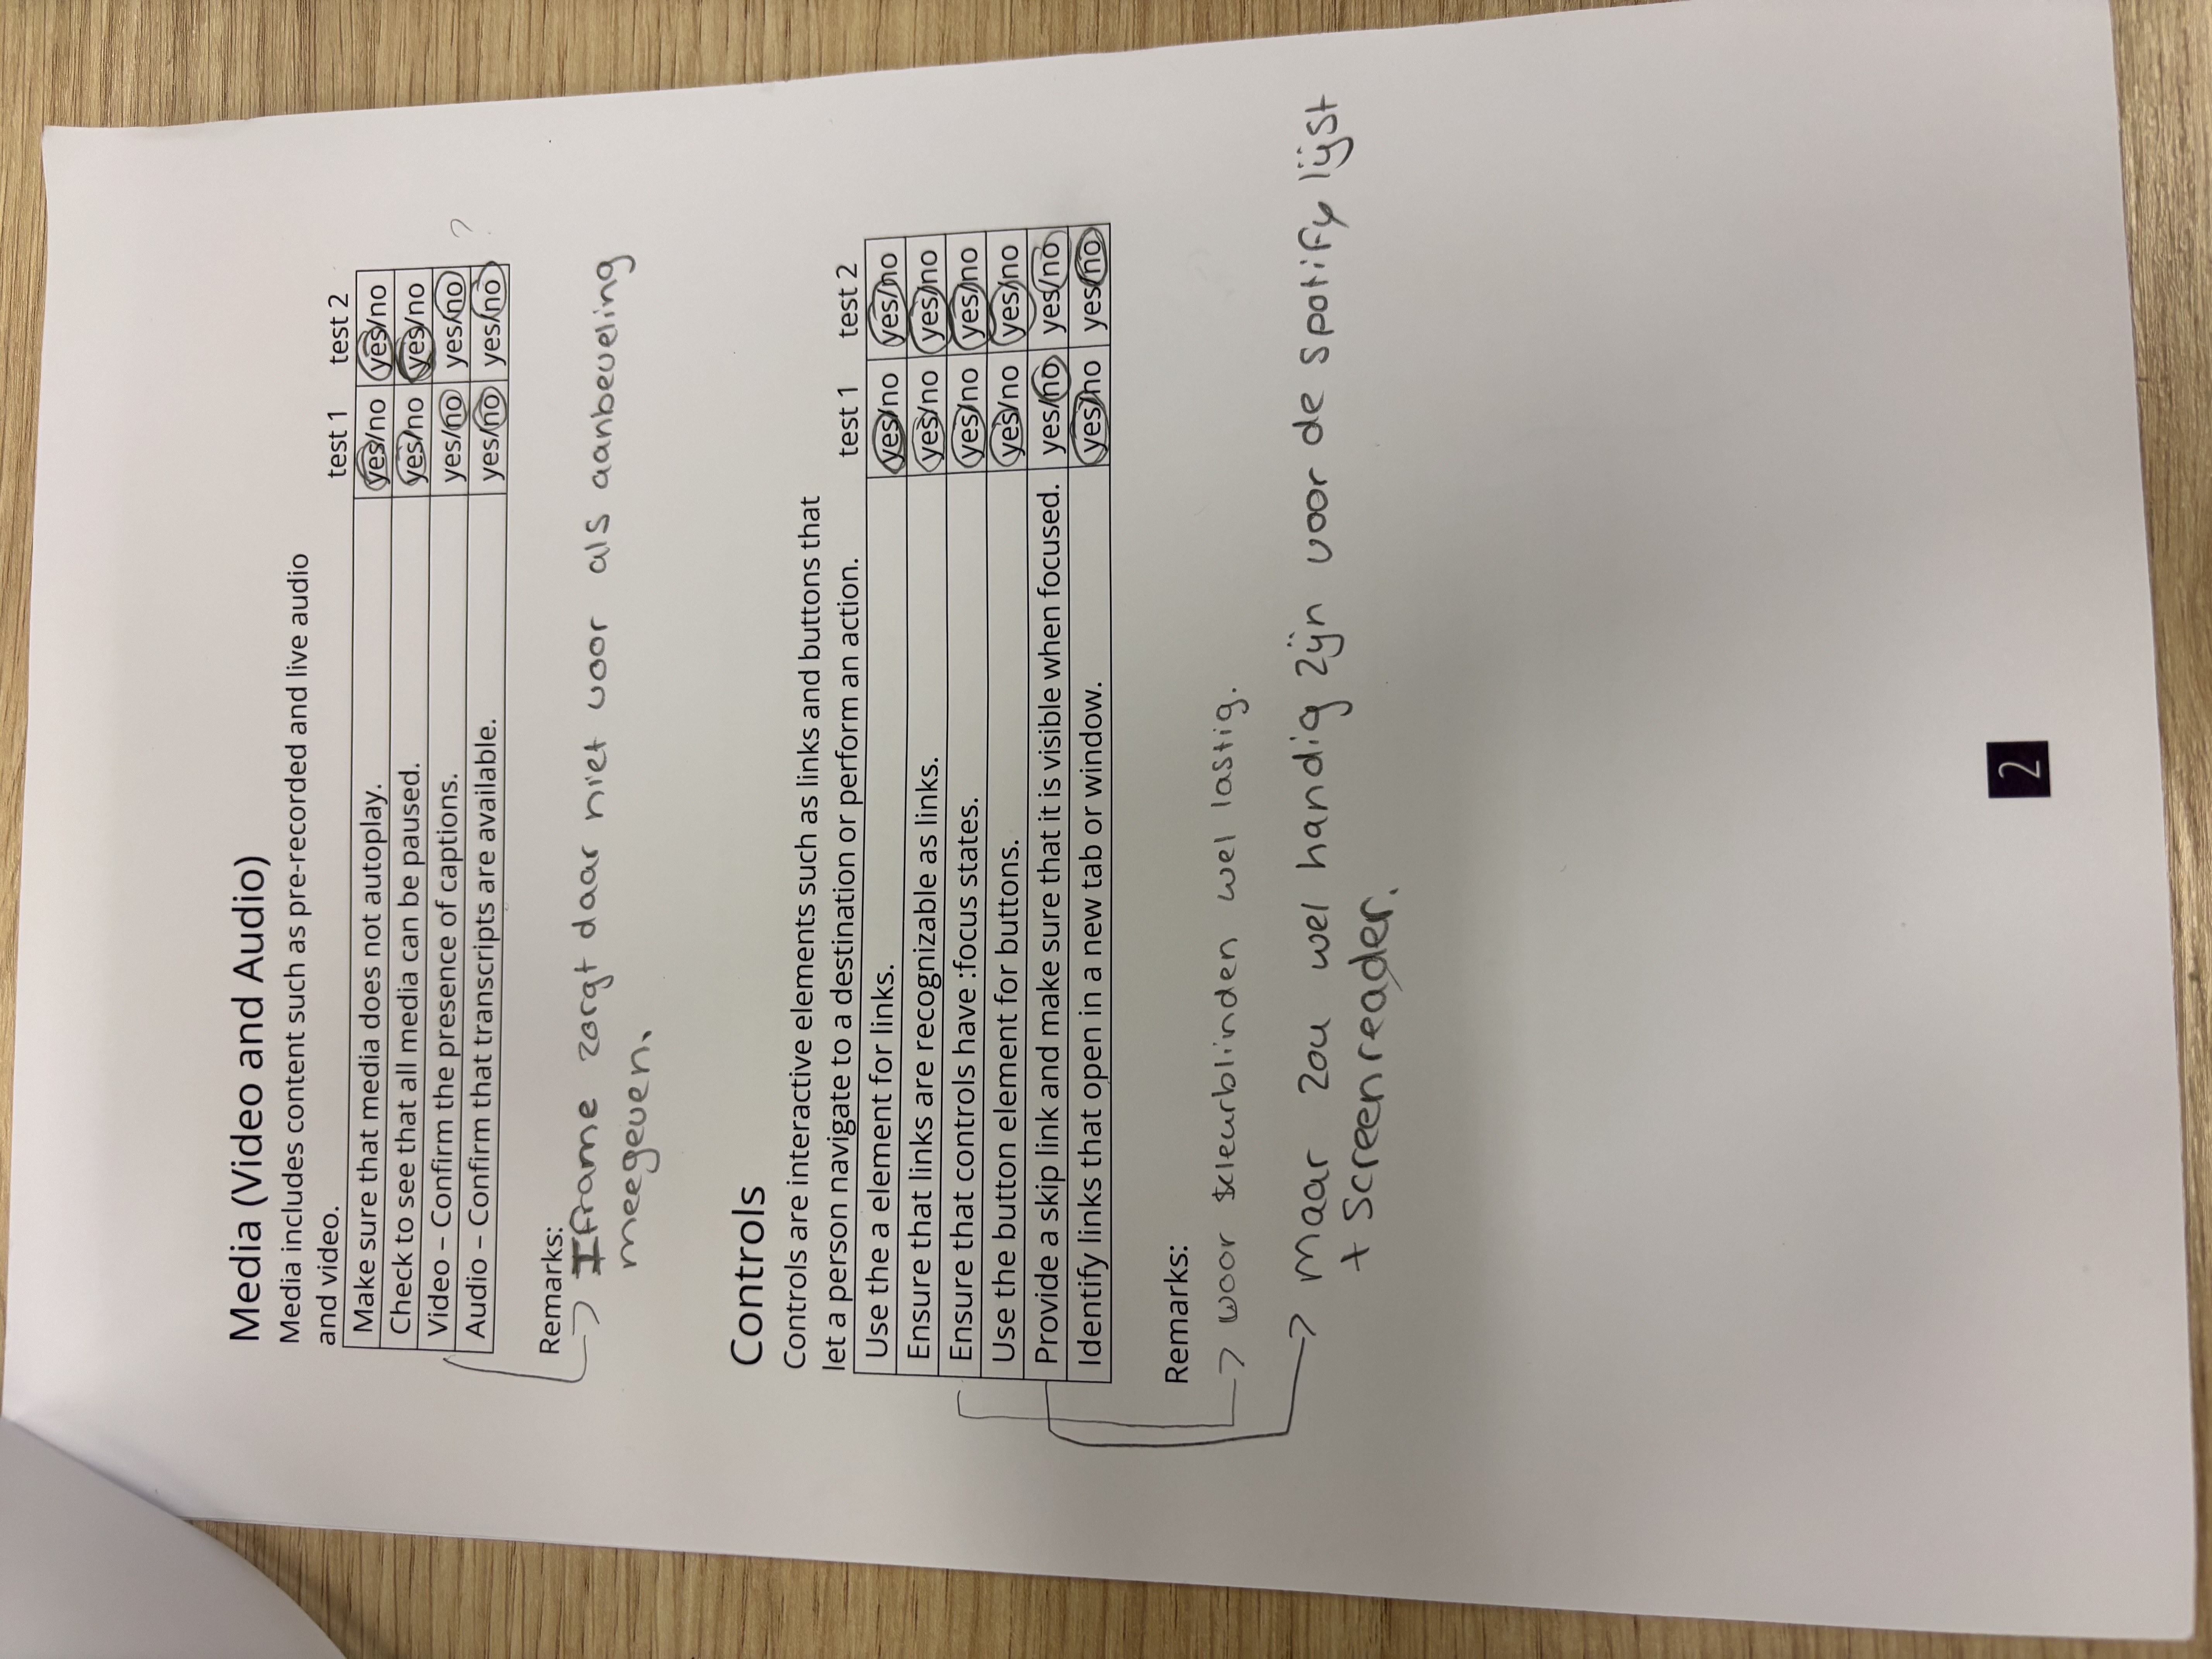 Media (Video and Audio)
Media includes content such as pre-recorded and live audio
and video. test 1 test 2
Make sure that media does not autoplay. yes/no yes/no
Check to see that all media can be paused. yes/no yes/no
Video – Confirm the presence of captions. yes/no yes/no ?
Audio – Confirm that transcripts are available. yes/no yes/no
Remarks:
→ Iframe zorgt daar niet voor als aanbeveling
meegeven.
Controls
Controls are interactive elements such as links and buttons that
let a person navigate to a destination or perform an action. test 1 test 2
Use the a element for links. yes/no yes/no
Ensure that links are recognizable as links. yes/no yes/no
Ensure that controls have :focus states. yes/no yes/no
Use the button element for buttons. yes/no yes/no
Provide a skip link and make sure that it is visible when focused. yes/no yes/no
Identify links that open in a new tab or window. yes/no yes/no
Remarks:
→ woor kleurblinden wel lastig.
→ maar zou wel handig zijn voor de spotify lijst
+ screenreader.
2